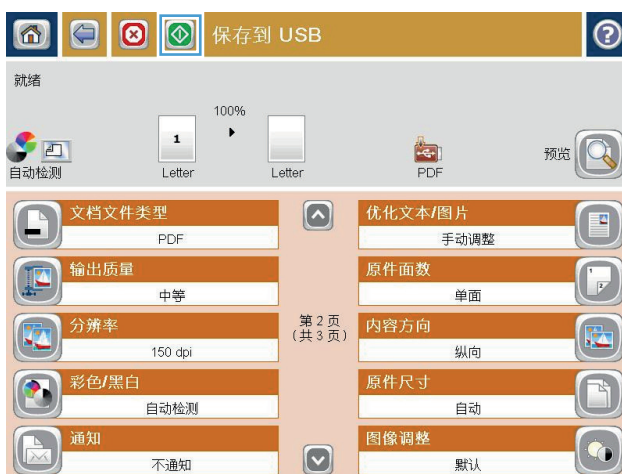 保存到 USB
?
就绪
100%
1
Letter
Letter
自动检测
PDF
预览
文档文件类型
PDF
输出质量
中等
分辨率
150 dpi
彩色/黑白
自动检测
通知
不通知
第 2 页
(共 3 页)
优化文本/图片
手动调整
原件面数
单面
内容方向
纵向
原件尺寸
自动
图像调整
默认